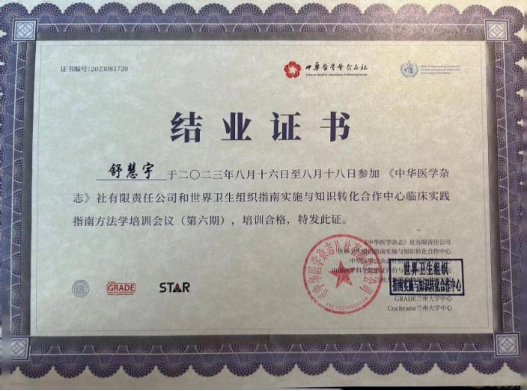 证书编号:2023081720
中华医学杂志社
结业证书
舒慧宇 于二〇二三年八月十六日至八月十八日参加 《中华医学杂
志》社有限责任公司和世界卫生组织指南实施与知识转化合作中心临床实践
指南方法学培训会议（第六期），培训合格，特发此证。
《中华医学杂志》社有限责任公司
世界卫生组织
指南实施与知识转化合作中心
GRADE
STAR
GRADE兰州大学中心
Cochrane兰州大学中心